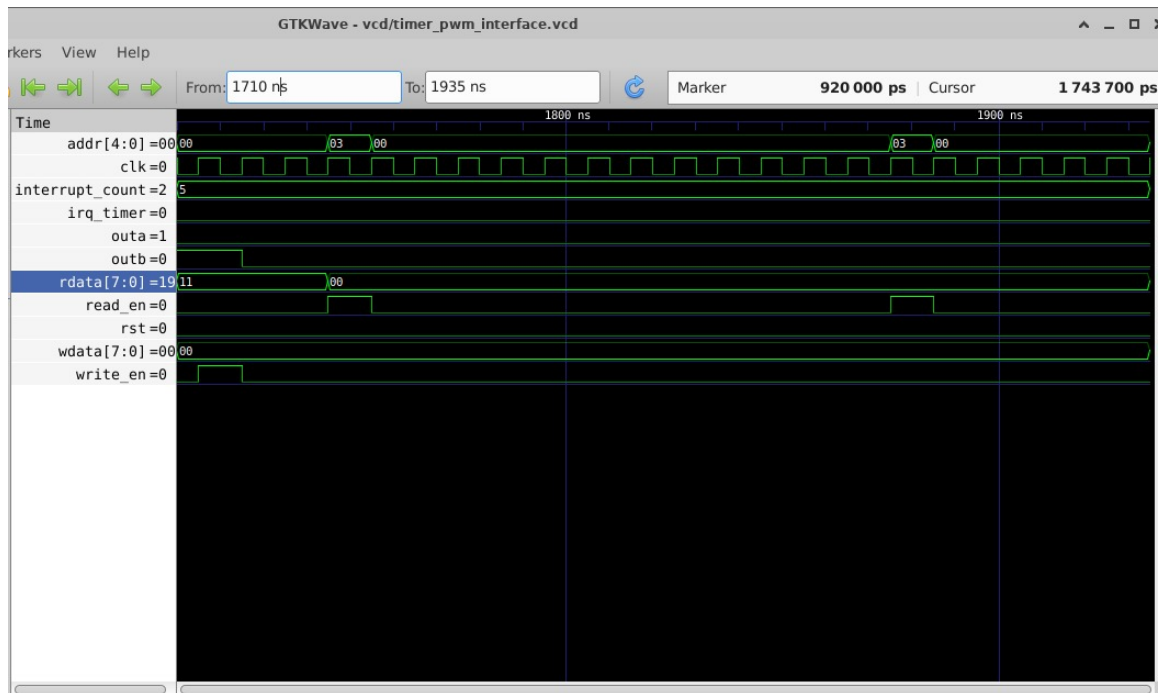 GTKWave - vcd/timer_pwm_interface.vcd
rkers View Help
From: 1710 ns To: 1935 ns Marker 920 000 ps | Cursor 1 743 700 ps
Time 1800 ns 1900 ns
addr[4:0] =00 00 03 00 03 00
clk =0
interrupt_count =2 5
irq_timer =0
outa =1
outb =0
rdata[7:0] =19 11 00
read_en =0
rst =0
wdata[7:0] =00 00
write_en =0